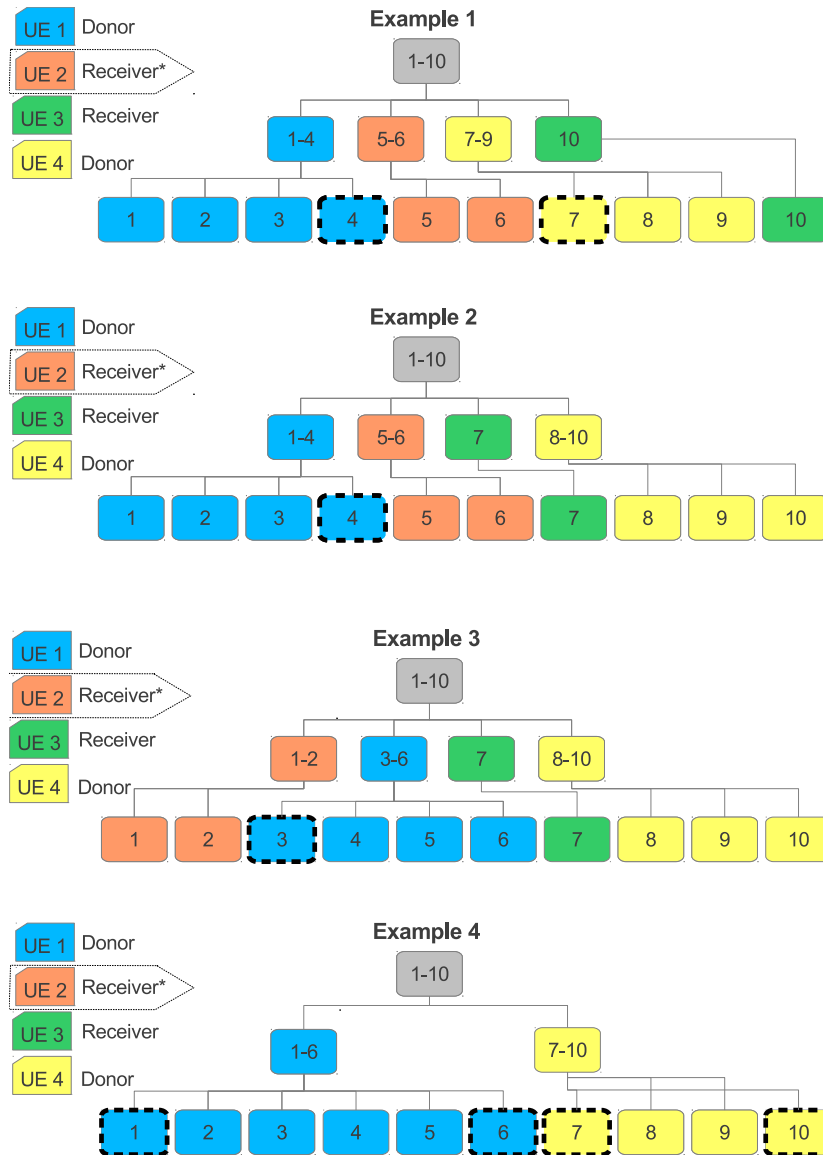 Example 1
UE 1 Donor
UE 2 Receiver*
UE 3 Receiver
UE 4 Donor
1-10
1-4 5-6 7-9 10
1 2 3 4 5 6 7 8 9 10
Example 2
UE 1 Donor
UE 2 Receiver*
UE 3 Receiver
UE 4 Donor
1-10
1-4 5-6 7 8-10
1 2 3 4 5 6 7 8 9 10
Example 3
UE 1 Donor
UE 2 Receiver*
UE 3 Receiver
UE 4 Donor
1-10
1-2 3-6 7 8-10
1 2 3 4 5 6 7 8 9 10
Example 4
UE 1 Donor
UE 2 Receiver*
UE 3 Receiver
UE 4 Donor
1-10
1-6 7-10
1 2 3 4 5 6 7 8 9 10